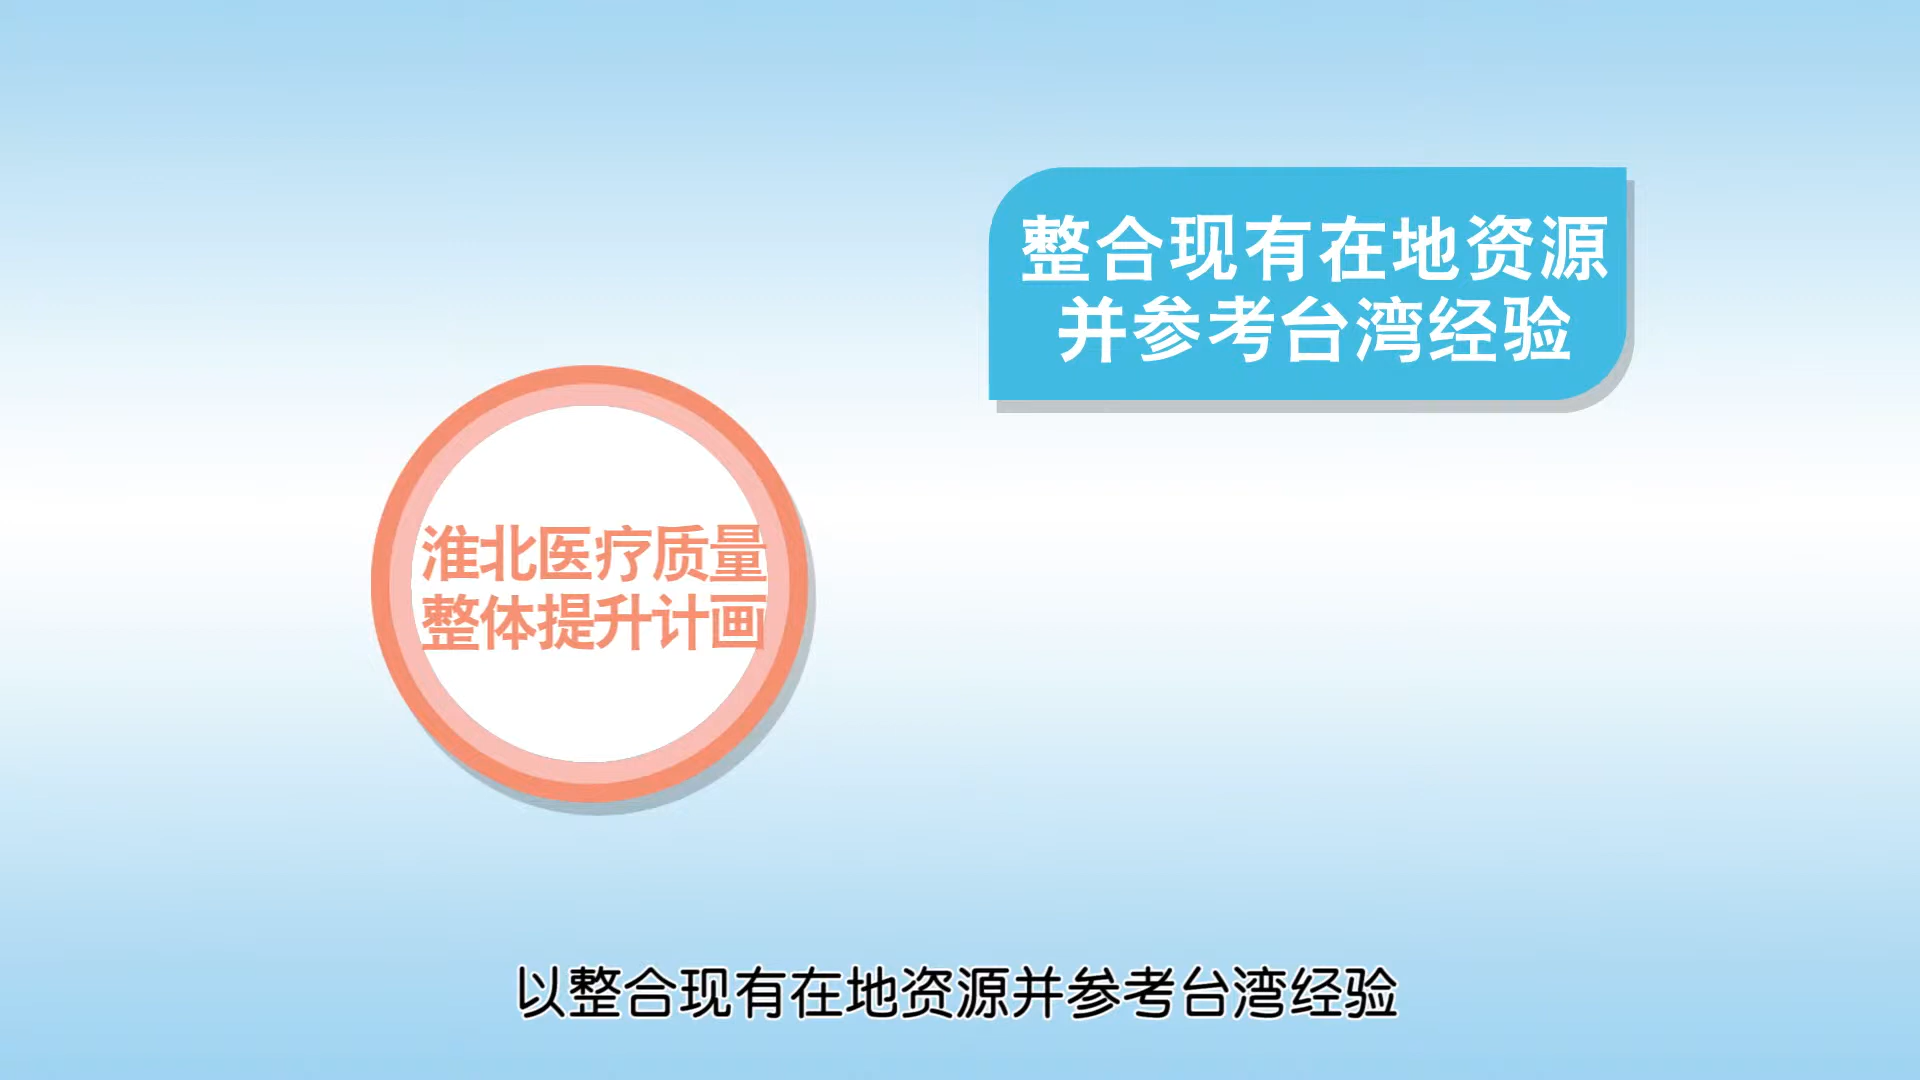 整合现有在地资源
并参考台湾经验
淮北医疗质量
整体提升计画
以整合现有在地资源并参考台湾经验